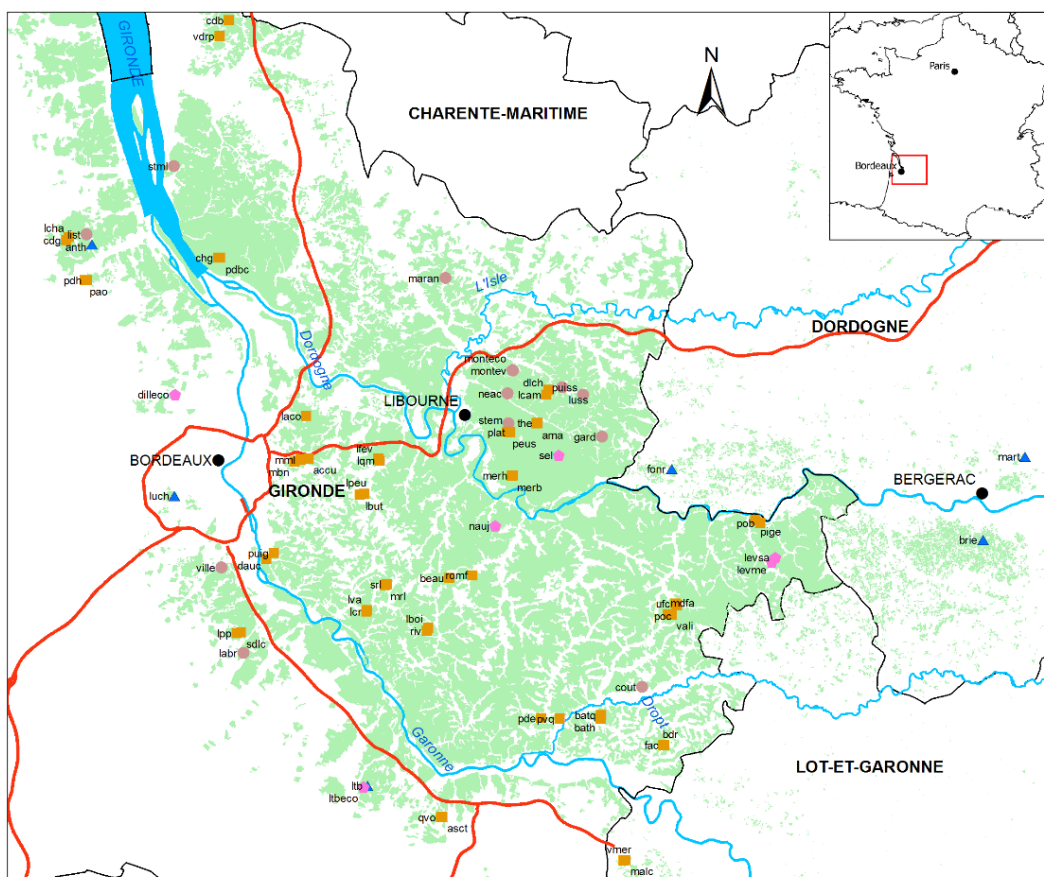 cdb
vdrp
GIRONDE
N
Paris
Bordeaux
CHARENTE-MARITIME
stml
lcha
list
cdg
anth
chg
pdbc
pdh
pao
maran
L'Isle
DORDOGNE
Dordogne
monteco
montev
dlch
puiss
neac
lcam
luss
dilleco
LIBOURNE
laco
stem
the
plat
ama
peus
gard
sel
BORDEAUX
mml
mbn
accu
lfev
lqm
merh
merb
fonr
mart
BERGERAC
luch
GIRONDE
lpeu
lbut
nauj
pob
pige
brie
puig
dauc
ville
levsa
levme
beau
romf
srl
mrl
lva
lcr
lboi
riv
ufc
mdfa
poc
vali
lpp
sdlc
labr
cout
Dropt
pde
pvq
batq
bath
bdr
fac
Garonne
LOT-ET-GARONNE
ltb
ltbeco
qvo
asct
vmer
malc